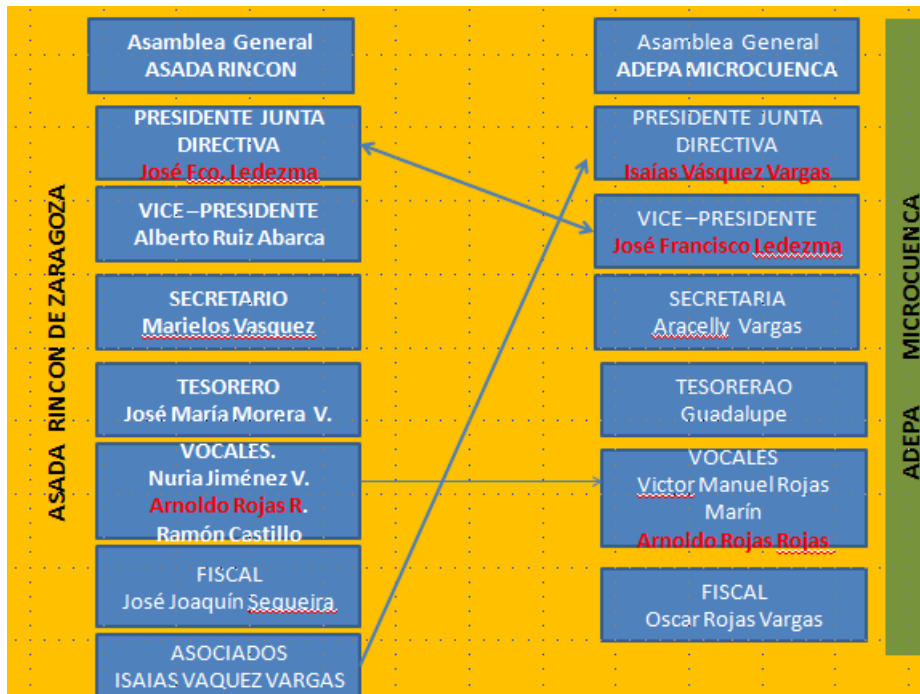 ASADA RINCON DE ZARAGOZA
Asamblea General
ASADA RINCON
PRESIDENTE JUNTA
DIRECTIVA
José Fco. Ledezma
VICE–PRESIDENTE
Alberto Ruiz Abarca
SECRETARIO
Marielos Vasquez
TESORERO
José María Morera V.
VOCALES.
Nuria Jiménez V.
Arnoldo Rojas R.
Ramón Castillo
FISCAL
José Joaquín Sequeira
ASOCIADOS
ISAIAS VAQUEZ VARGAS
Asamblea General
ADEPA MICROCUENCA
PRESIDENTE JUNTA
DIRECTIVA
Isaías Vásquez Vargas
VICE–PRESIDENTE
José Francisco Ledezma
SECRETARIA
Aracelly Vargas
TESORERAO
Guadalupe
VOCALES
Victor Manuel Rojas
Marín
Arnoldo Rojas Rojas
FISCAL
Oscar Rojas Vargas
ADEPA MICROCUENCA